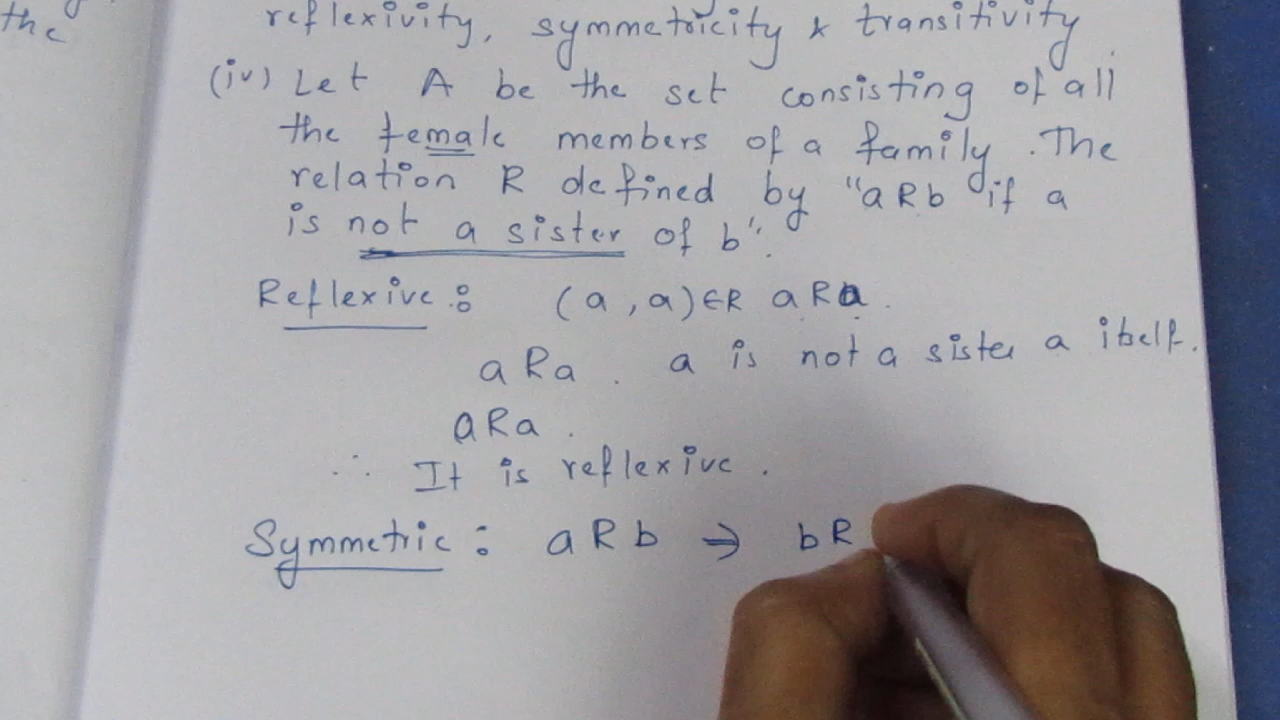 the
reflexivity, symmetricity & transitivity
(iv) Let A be the set consisting of all
the female members of a family. The
relation R defined by "aRb if a
is not a sister of b".
Reflexive: (a, a)∈R aRa.
aRa. a is not a sister a itself.
aRa.
∴ It is reflexive.
Symmetric: aRb ⇒ bR